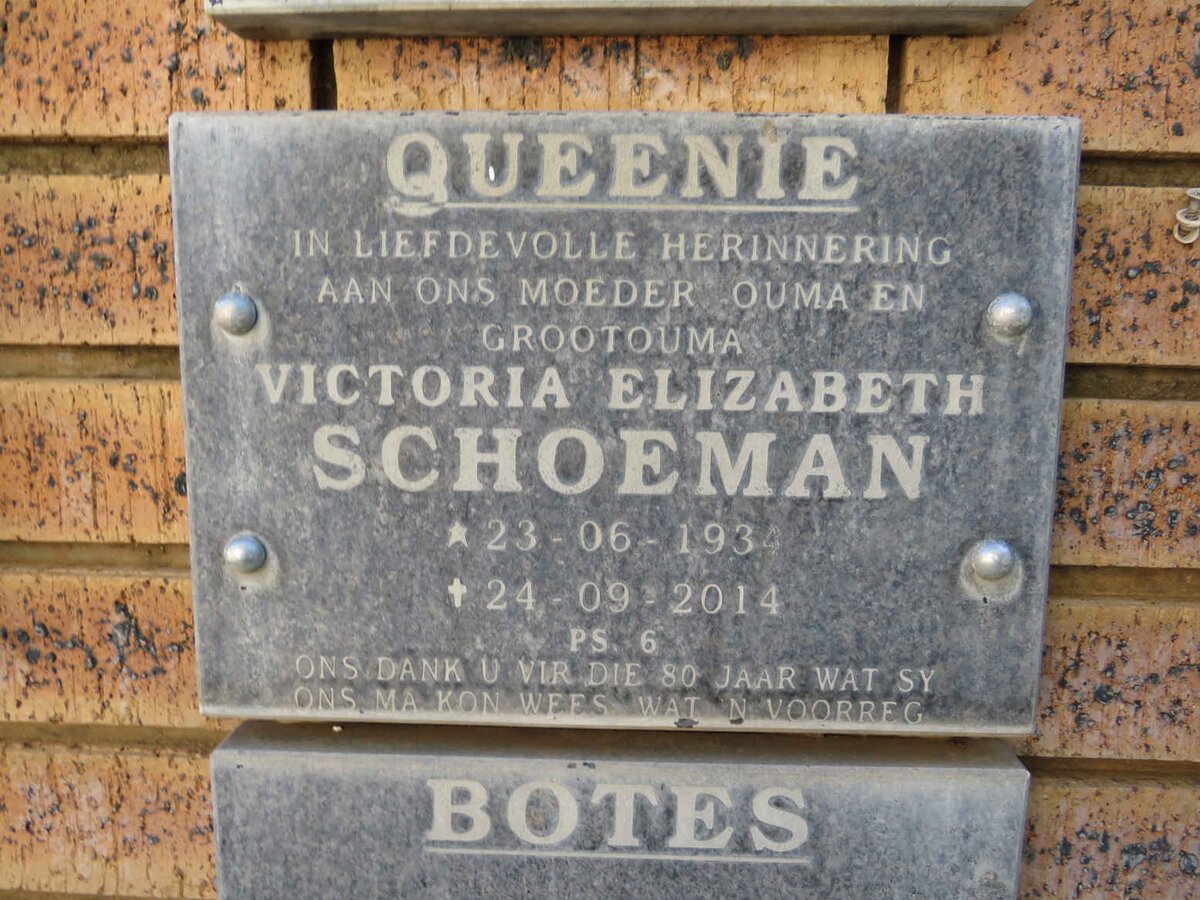 QUEENIE
IN LIEFDEVOLLE HERINNERING
AAN ONS MOEDER OUMA EN
GROOTOUMA
VICTORIA ELIZABETH
SCHOEMAN
★ 23 - 06 - 1934
✝ 24 - 09 - 2014
PS. 6
ONS DANK U VIR DIE 80 JAAR WAT SY
ONS MA KON WEES WAT 'N VOORREG
BOTES